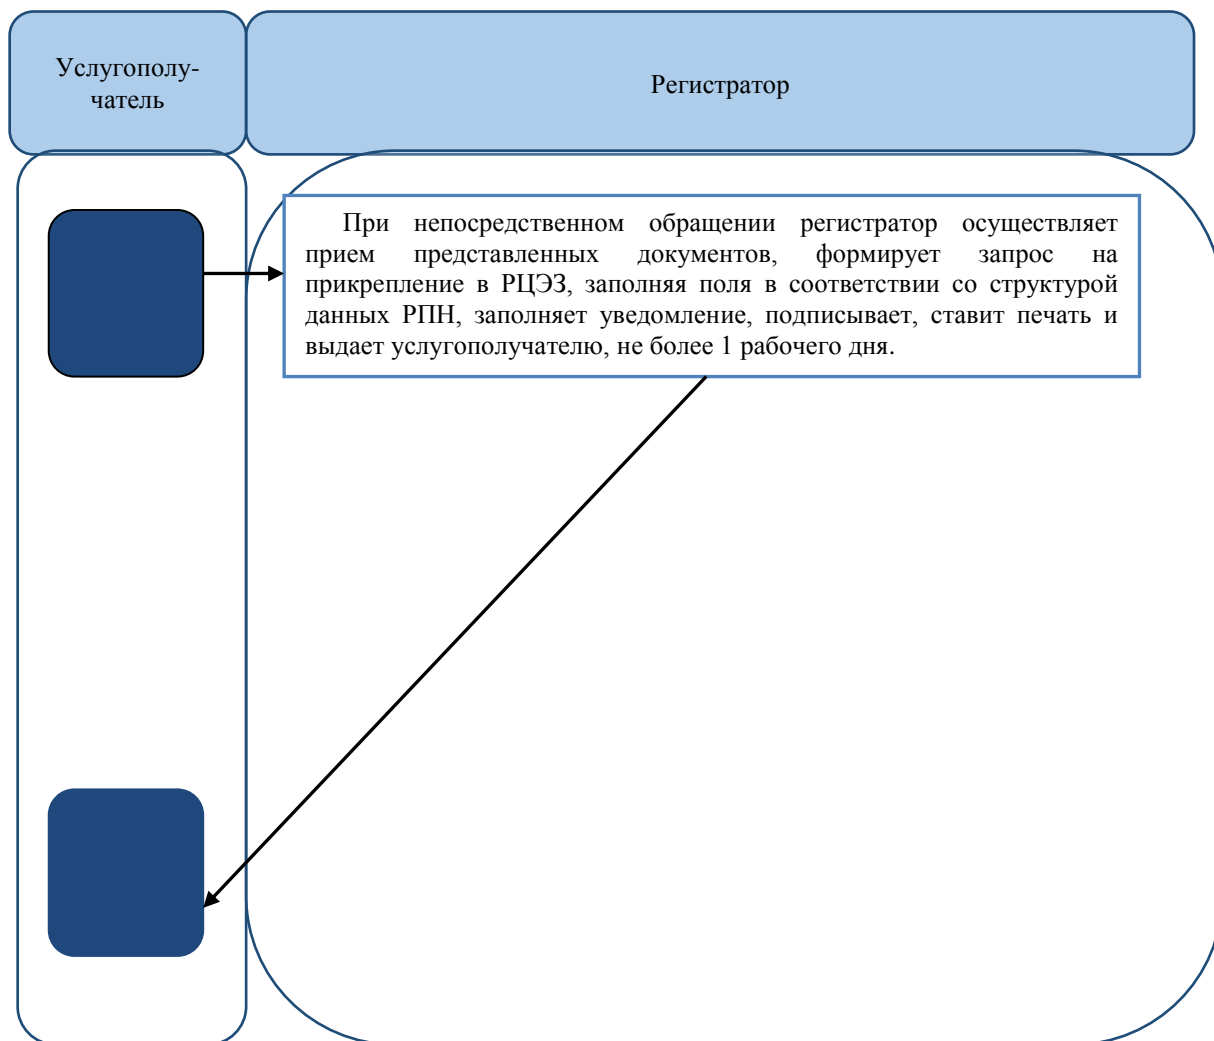 Услугополу-
чатель
Регистратор
При непосредственном обращении регистратор осуществляет
прием представленных документов, формирует запрос на
прикрепление в РЦЭЗ, заполняя поля в соответствии со структурой
данных РПН, заполняет уведомление, подписывает, ставит печать и
выдает услугополучателю, не более 1 рабочего дня.